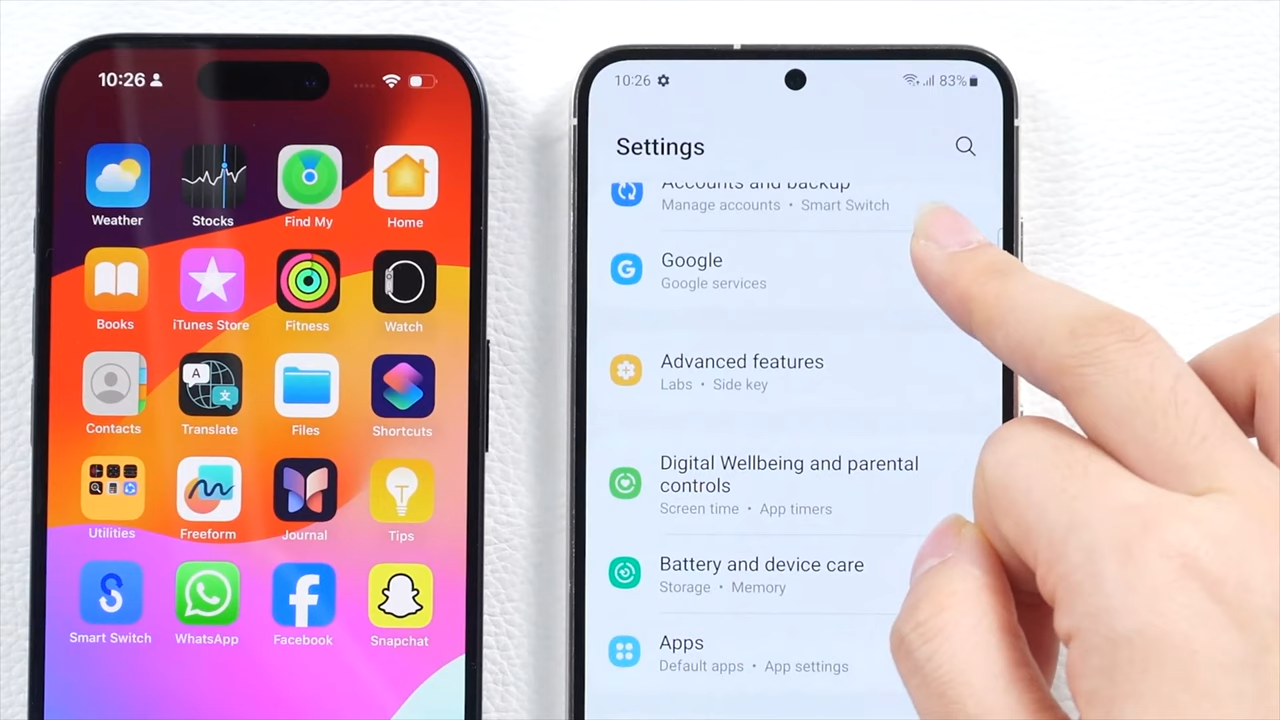 10:26
Weather
Stocks
Find My
Home
Books
iTunes Store
Fitness
Watch
Contacts
A
文
Translate
Files
Shortcuts
Utilities
Freeform
Journal
Tips
Smart Switch
WhatsApp
Facebook
Snapchat
10:26
83%
Settings
Accounts and backup
Manage accounts • Smart Switch
Google
Google services
Advanced features
Labs • Side key
Digital Wellbeing and parental
controls
Screen time • App timers
Battery and device care
Storage • Memory
Apps
Default apps • App settings